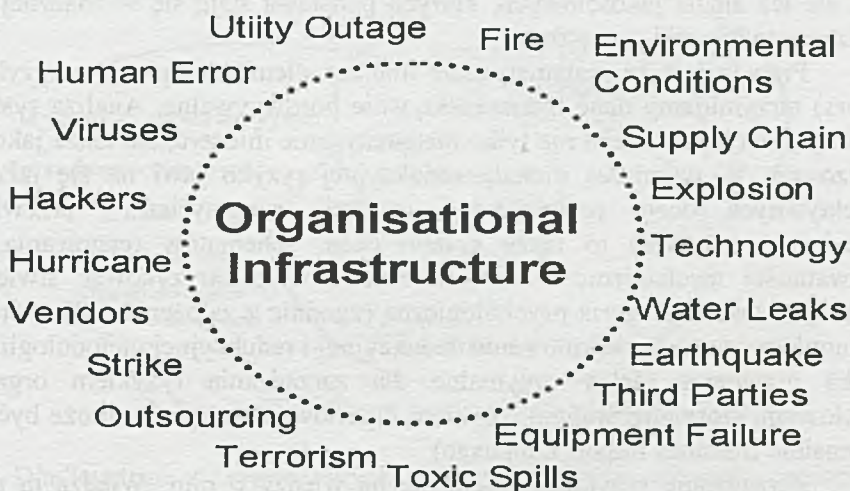 Utiity Outage
Fire
Environmental
Conditions
Human Error
Viruses
Supply Chain
Hackers
Explosion
Organisational
Infrastructure
Technology
Hurricane
Vendors
Water Leaks
Strike
Earthquake
Outsourcing
Third Parties
Terrorism
Equipment Failure
Toxic Spills